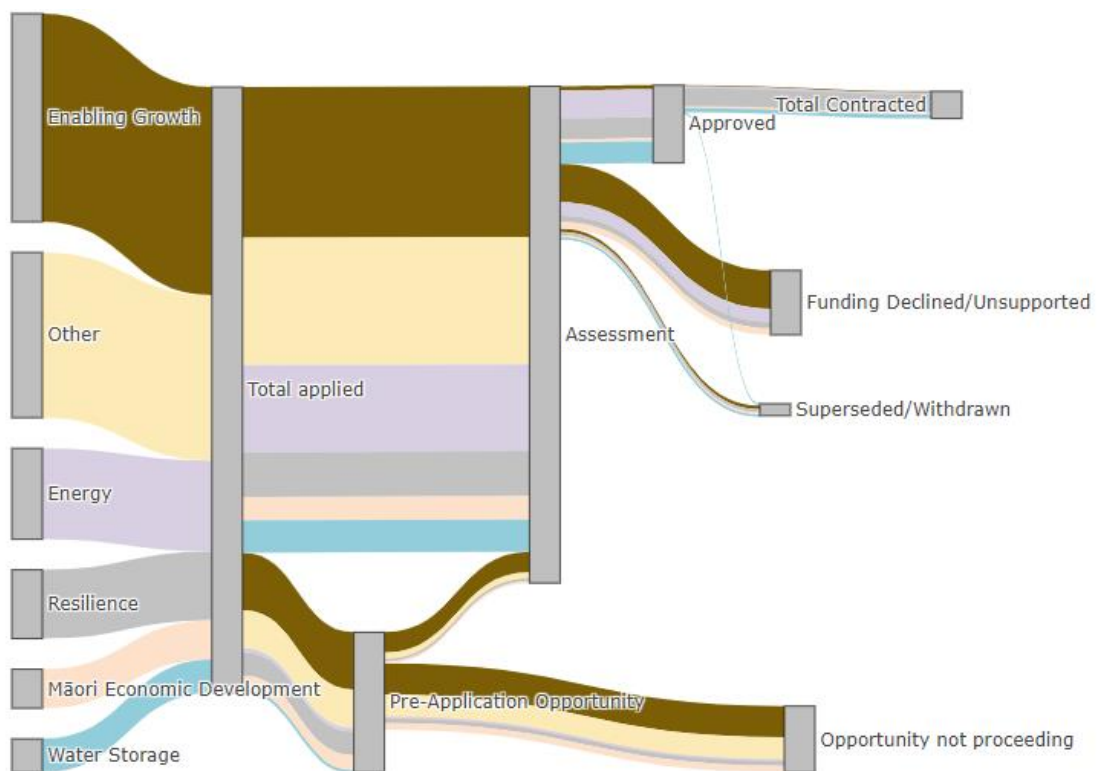 Enabling Growth
Other
Energy
Resilience
Māori Economic Development
Water Storage
Total applied
Pre-Application Opportunity
Assessment
Approved
Total Contracted
Funding Declined/Unsupported
Superseded/Withdrawn
Opportunity not proceeding